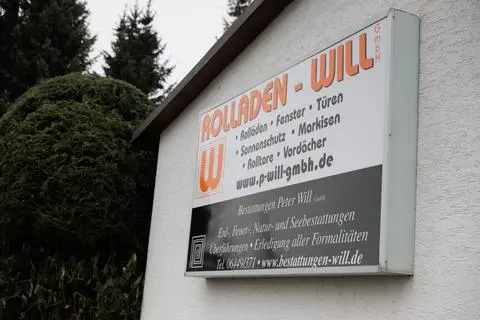 ROLLADEN - WILL GmbH
• Rolläden • Fenster • Türen
• Sonnenschutz • Markisen
• Rolltore • Vordächer
W
www.p-will-gmbh.de
Bestattungen Peter Will GmbH
Erd-, Feuer-, Natur- und Seebestattungen
Überführungen • Erledigung aller Formalitäten
Tel. 06449/371 • www.bestattungen-will.de